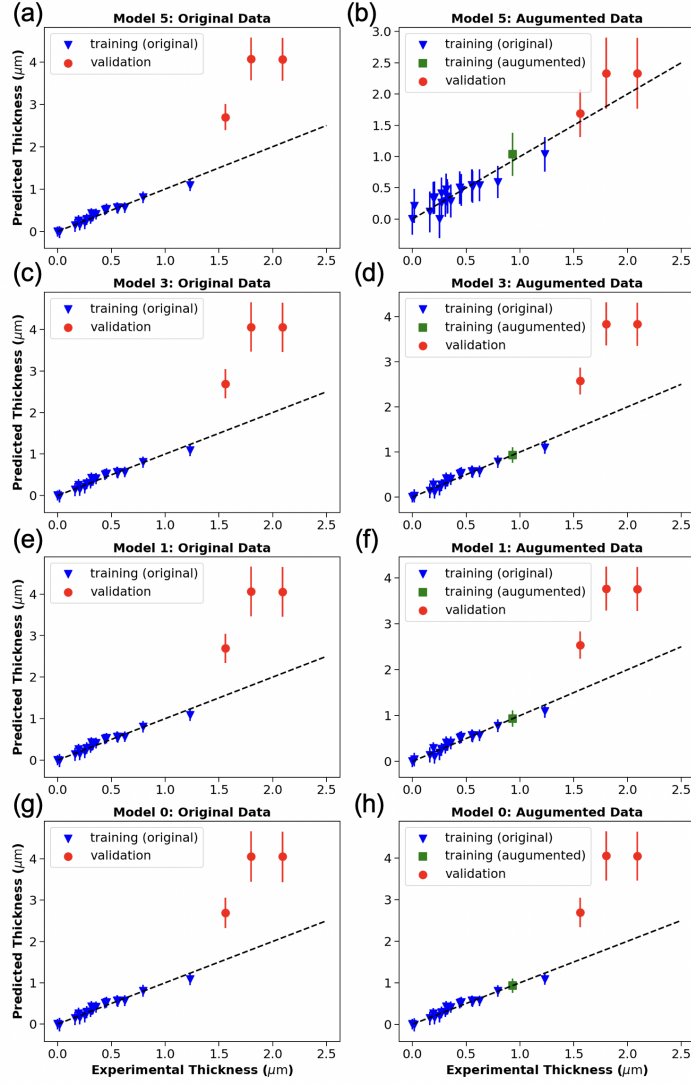 (a)
Model 5: Original Data
training (original)
validation
Predicted Thickness (μm)
4
3
2
1
0
0.0 0.5 1.0 1.5 2.0 2.5
(b)
Model 5: Augumented Data
training (original)
training (augumented)
validation
3.0
2.5
2.0
1.5
1.0
0.5
0.0
0.0 0.5 1.0 1.5 2.0 2.5
(c)
Model 3: Original Data
training (original)
validation
Predicted Thickness (μm)
4
3
2
1
0
0.0 0.5 1.0 1.5 2.0 2.5
(d)
Model 3: Augumented Data
training (original)
training (augumented)
validation
4
3
2
1
0
0.0 0.5 1.0 1.5 2.0 2.5
(e)
Model 1: Original Data
training (original)
validation
Predicted Thickness (μm)
4
3
2
1
0
0.0 0.5 1.0 1.5 2.0 2.5
(f)
Model 1: Augumented Data
training (original)
training (augumented)
validation
4
3
2
1
0
0.0 0.5 1.0 1.5 2.0 2.5
(g)
Model 0: Original Data
training (original)
validation
Predicted Thickness (μm)
4
3
2
1
0
0.0 0.5 1.0 1.5 2.0 2.5
Experimental Thickness (μm)
(h)
Model 0: Augumented Data
training (original)
training (augumented)
validation
4
3
2
1
0
0.0 0.5 1.0 1.5 2.0 2.5
Experimental Thickness (μm)